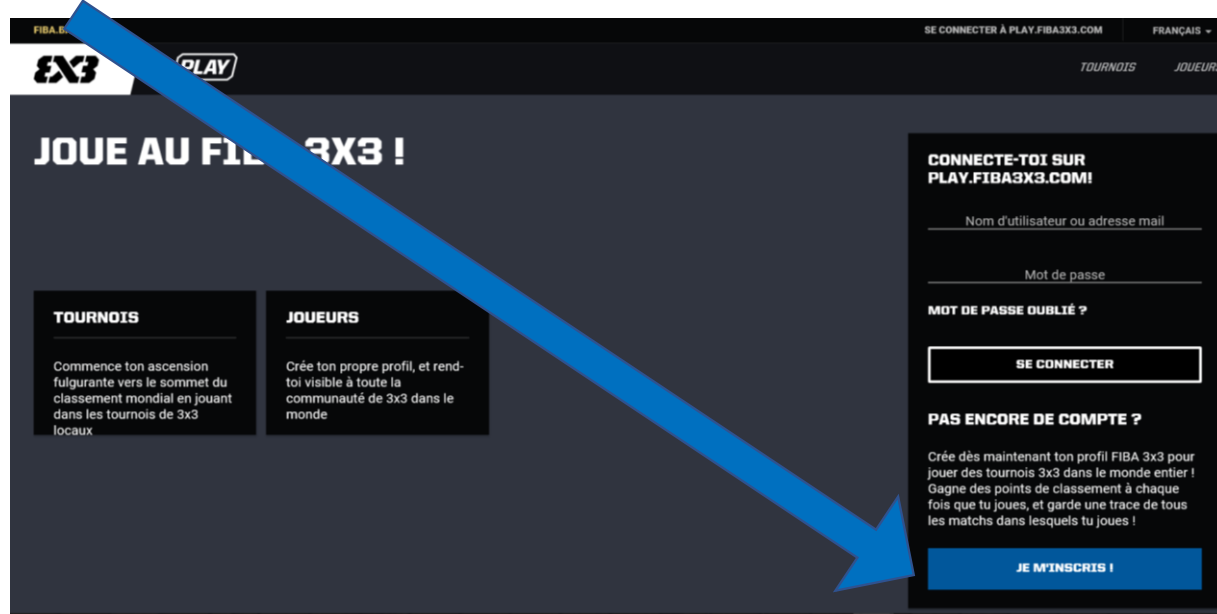 SE CONNECTER À PLAY.FIBA3X3.COM
FRANÇAIS
3X3
PLAY
TOURNOIS
JOUEURS
JOUE AU 3X3 !
TOURNOIS
Commence ton ascension
fulgurante vers le sommet du
classement mondial en jouant
dans les tournois de 3x3
locaux
JOUEURS
Crée ton propre profil, et rend-
toi visible à toute la
communauté de 3x3 dans le
monde
CONNECTE-TOI SUR
PLAY.FIBA3X3.COM!
Nom d'utilisateur ou adresse mail
Mot de passe
MOT DE PASSE OUBLIÉ ?
SE CONNECTER
PAS ENCORE DE COMPTE ?
Crée dès maintenant ton profil FIBA 3x3 pour
jouer des tournois 3x3 dans le monde entier !
Gagne des points de classement à chaque
fois que tu joues, et garde une trace de tous
les matchs dans lesquels tu joues !
JE M'INSCRIS !